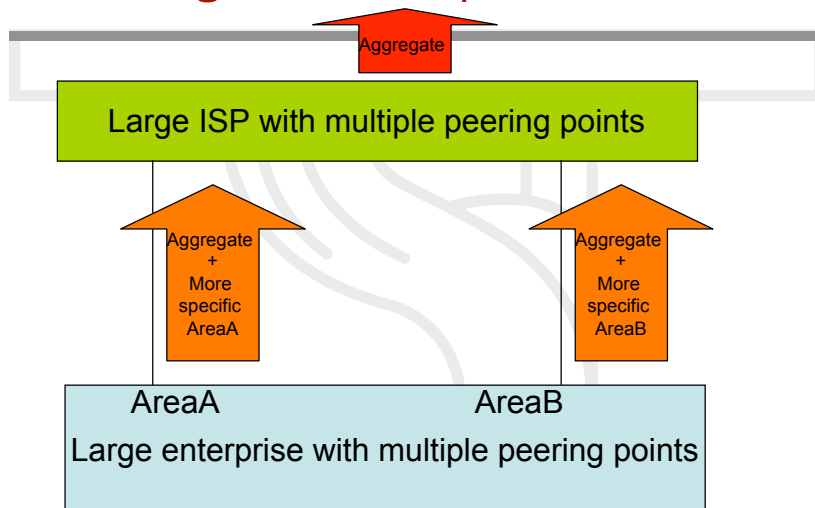 Aggregate
Large ISP with multiple peering points
Aggregate
+
More
specific
AreaA
Aggregate
+
More
specific
AreaB
AreaA
AreaB
Large enterprise with multiple peering points